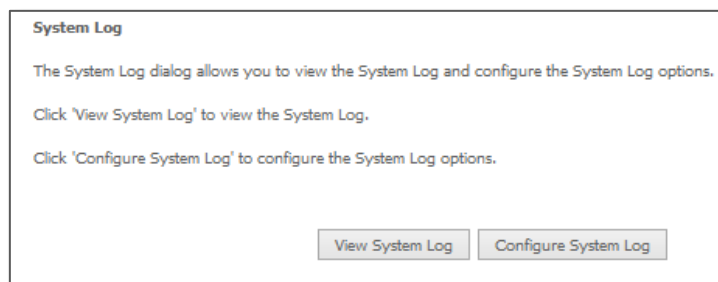 System Log
The System Log dialog allows you to view the System Log and configure the System Log options.
Click 'View System Log' to view the System Log.
Click 'Configure System Log' to configure the System Log options.
View System Log Configure System Log